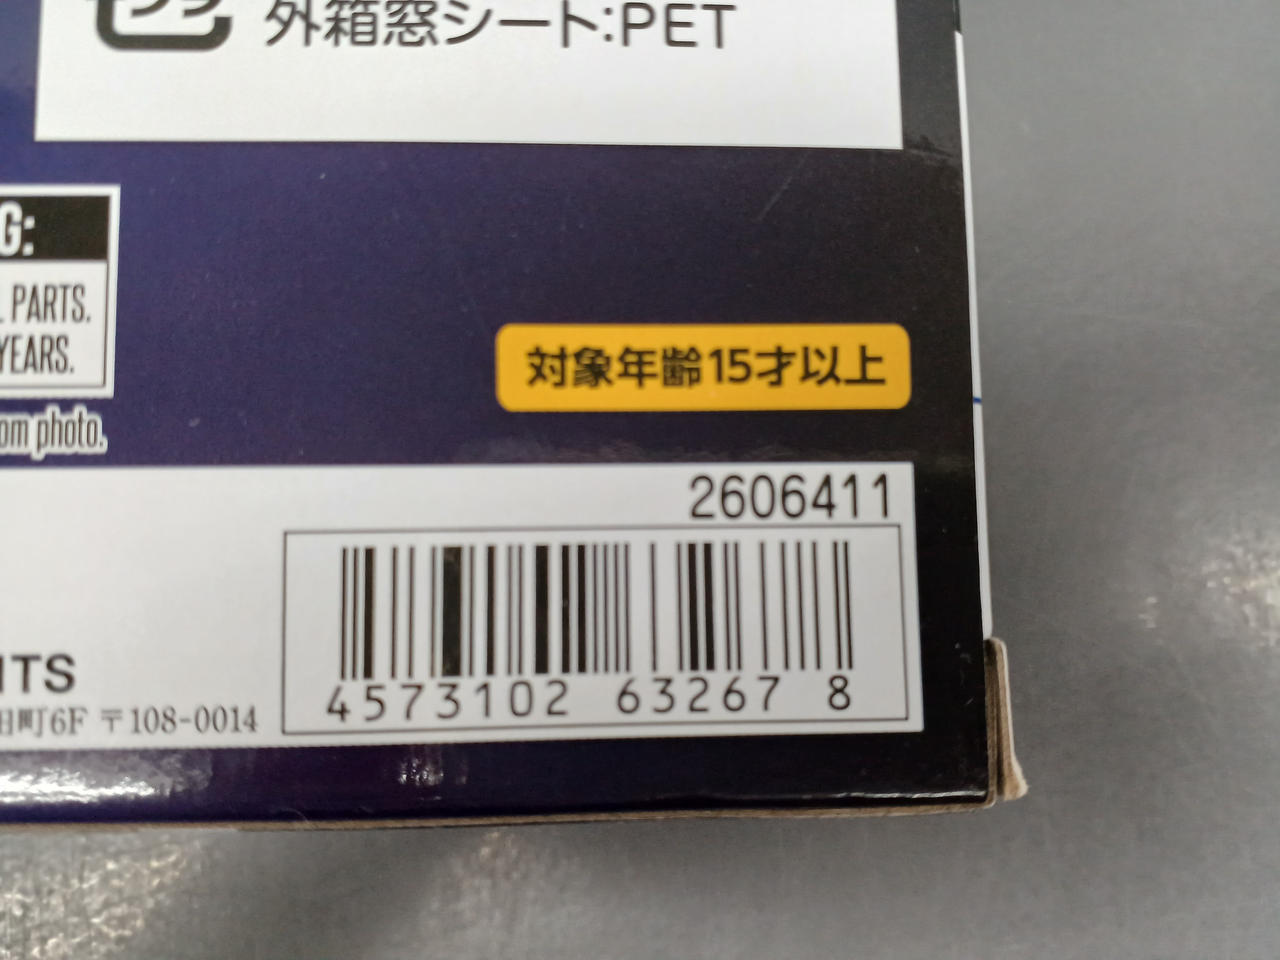 外箱窓シート:PET
G:
PARTS.
YEARS.
om photo.
対象年齢15才以上
2606411
4573102 63267 8
ITS
田町6F 〒108-0014